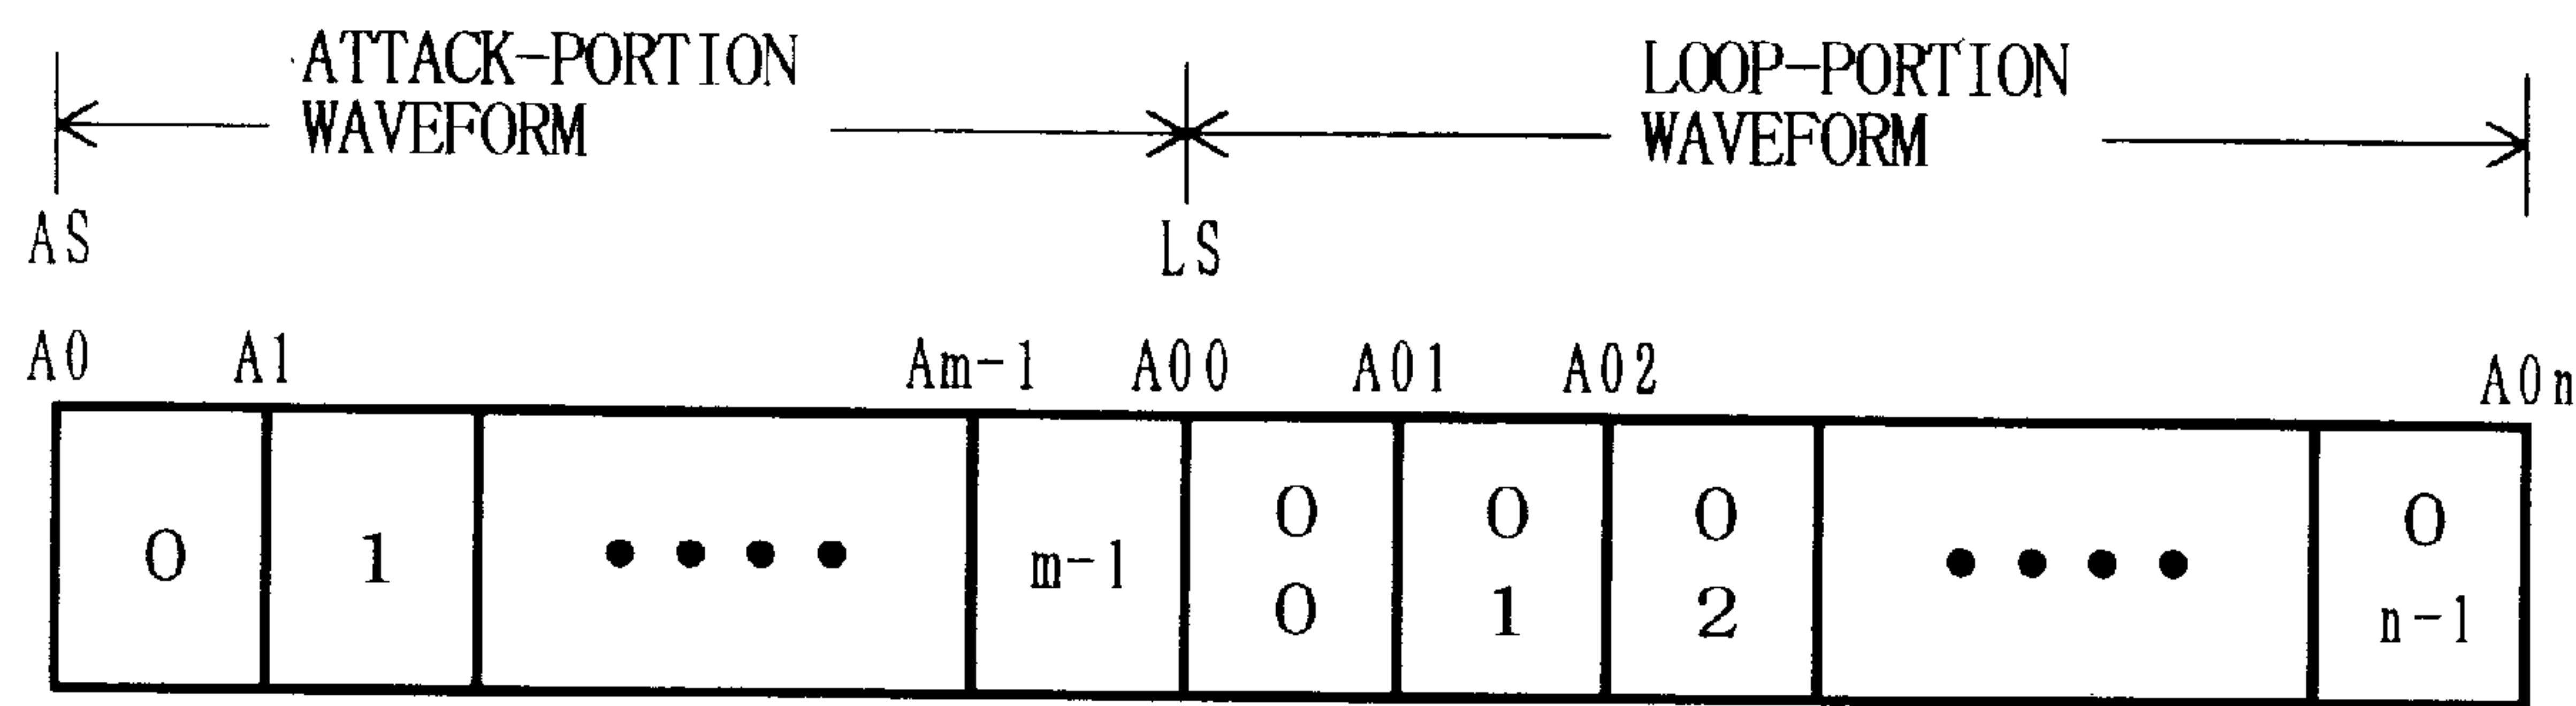 ATTACK-PORTION
WAVEFORM
LOOP-PORTION
WAVEFORM
AS
LS
A0 A1 Am-1 A00 A01 A02 A0n
0 1 •••• m-1 0 0 0 •••• 0
0 1 2 n-1